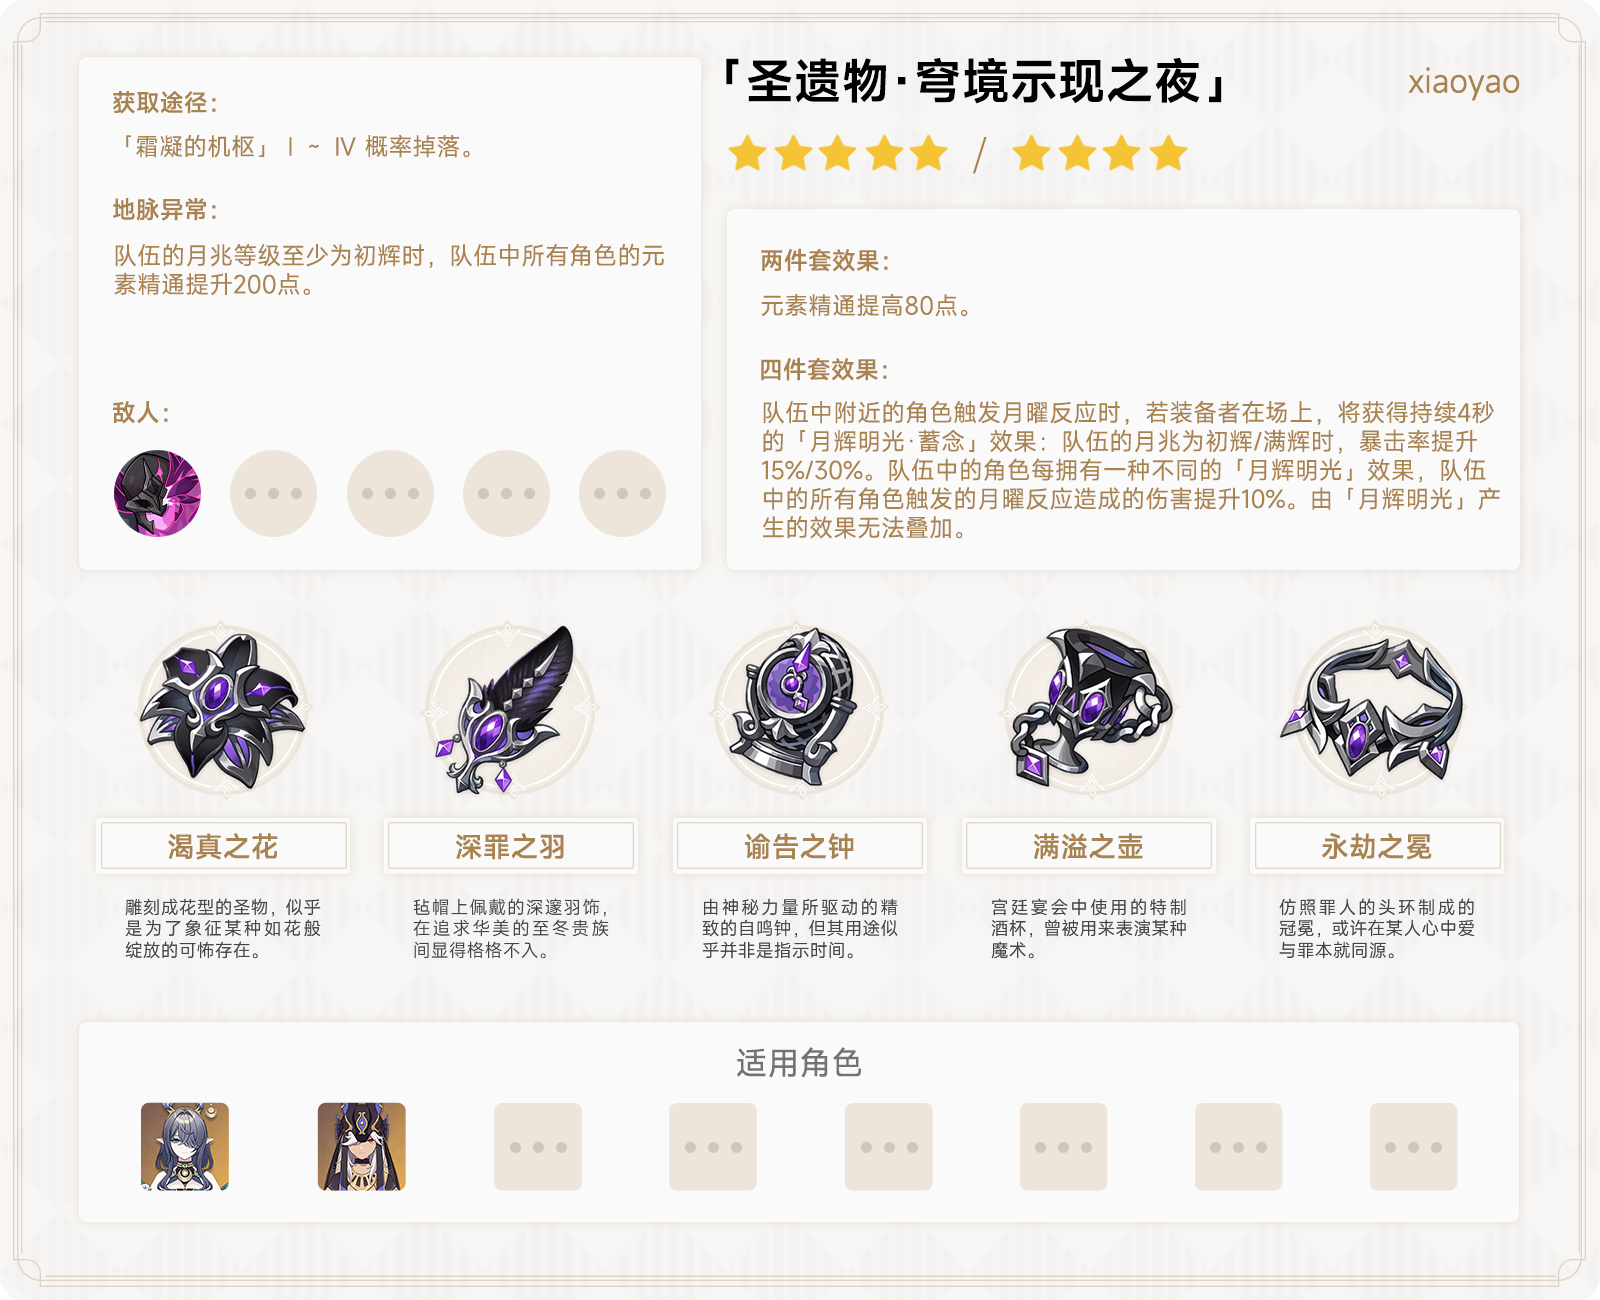 「圣遗物·穹境示现之夜」
xiaoyao
获取途径：
「霜凝的机枢」Ⅰ ~ Ⅳ 概率掉落。
地脉异常：
队伍的月兆等级至少为初辉时，队伍中所有角色的元
素精通提升200点。
敌人：
两件套效果：
元素精通提高80点。
四件套效果：
队伍中附近的角色触发月曜反应时，若装备者在场上，将获得持续4秒
的「月辉明光·蓄念」效果：队伍的月兆为初辉/满辉时，暴击率提升
15%/30%。队伍中的角色每拥有一种不同的「月辉明光」效果，队伍
中的所有角色触发的月曜反应造成的伤害提升10%。由「月辉明光」产
生的效果无法叠加。
渴真之花
雕刻成花型的圣物，似乎
是为了象征某种如花般
绽放的可怖存在。
深罪之羽
毡帽上佩戴的深邃羽饰，
在追求华美的至冬贵族
间显得格格不入。
谕告之钟
由神秘力量所驱动的精
致的自鸣钟，但其用途似
乎并非是指示时间。
满溢之壶
宫廷宴会中使用的特制
酒杯，曾被用来表演某种
魔术。
永劫之冕
仿照罪人的头环制成的
冠冕，或许在某人心中爱
与罪本就同源。
适用角色